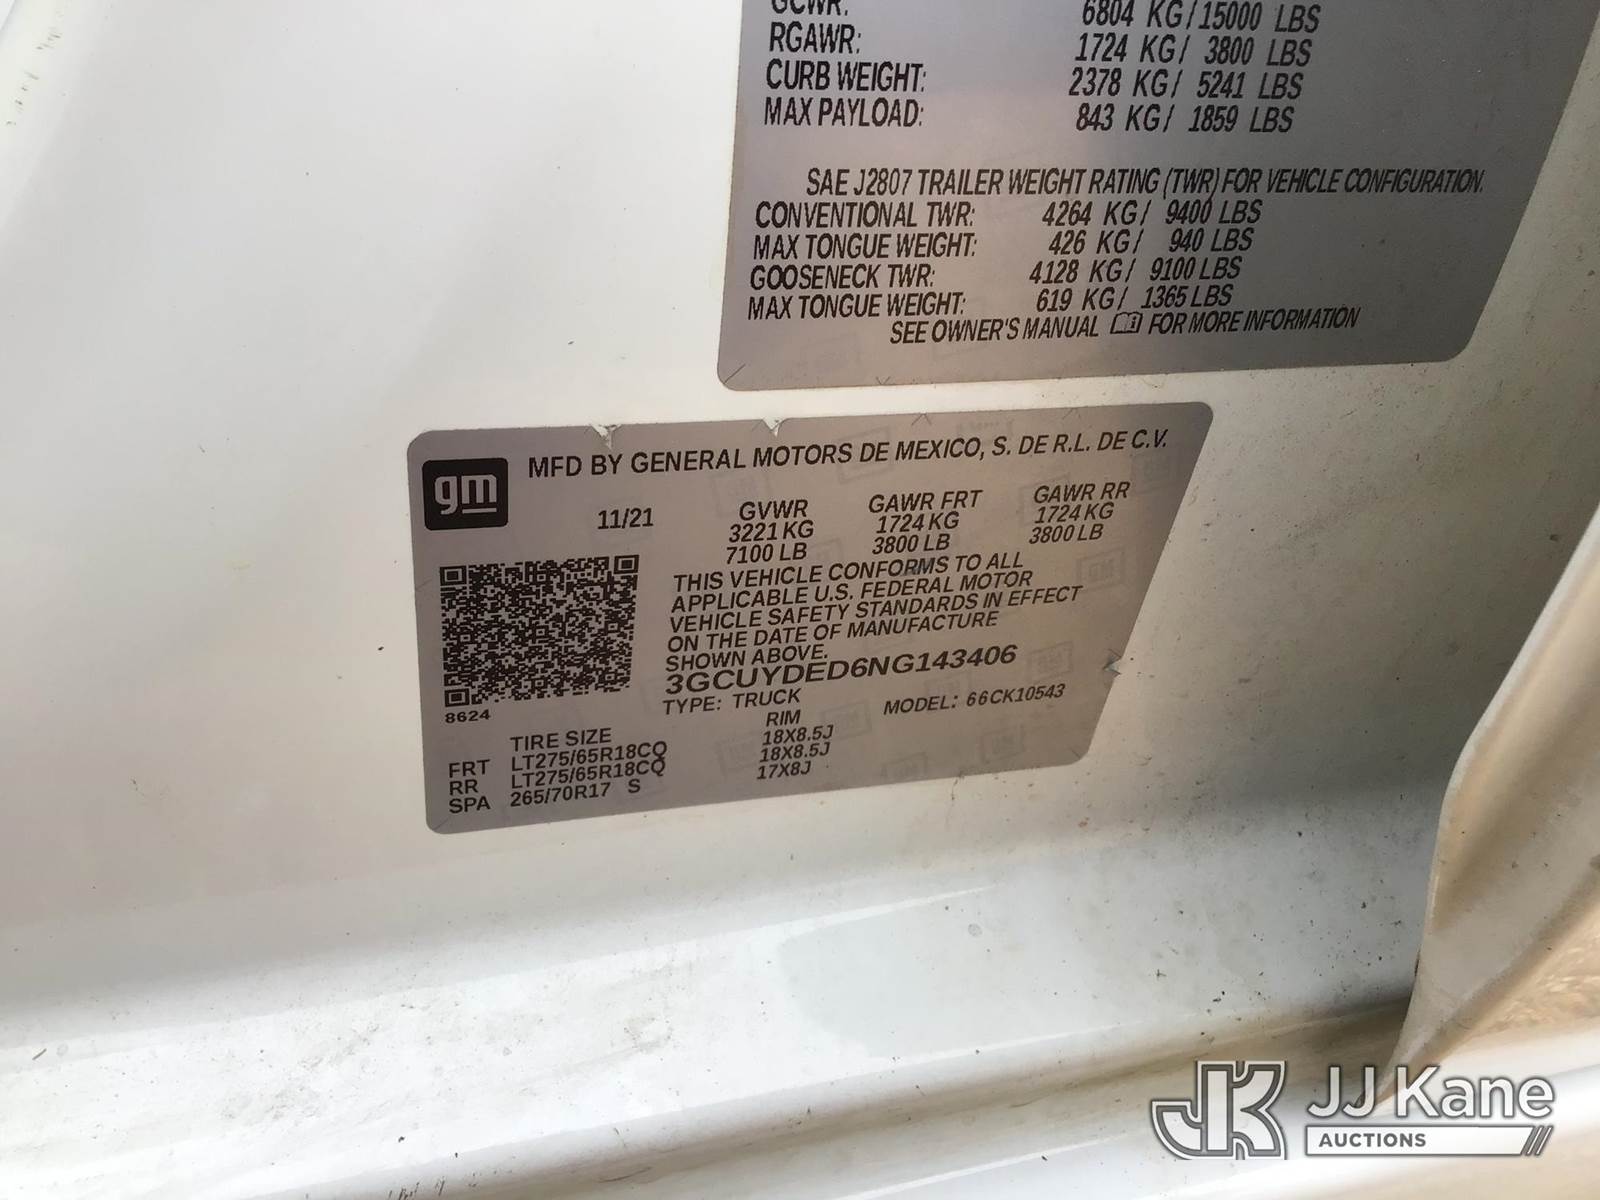 GCWR: 6804 KG/15000 LBS
RGAWR: 1724 KG/ 3800 LBS
CURB WEIGHT: 2378 KG/ 5241 LBS
MAX PAYLOAD: 843 KG/ 1859 LBS
SAE J2807 TRAILER WEIGHT RATING (TWR) FOR VEHICLE CONFIGURATION.
CONVENTIONAL TWR: 4264 KG/ 9400 LBS
MAX TONGUE WEIGHT: 426 KG/ 940 LBS
GOOSENECK TWR: 4128 KG/ 9100 LBS
MAX TONGUE WEIGHT: 619 KG/ 1365 LBS
SEE OWNER'S MANUAL FOR MORE INFORMATION
gm
MFD BY GENERAL MOTORS DE MEXICO, S. DE R.L. DE C.V.
11/21 GVWR GAWR FRT GAWR RR
3221 KG 1724 KG 1724 KG
7100 LB 3800 LB 3800 LB
THIS VEHICLE CONFORMS TO ALL
APPLICABLE U.S. FEDERAL MOTOR
VEHICLE SAFETY STANDARDS IN EFFECT
ON THE DATE OF MANUFACTURE
SHOWN ABOVE.
3GCUYDED6NG143406
TYPE: TRUCK MODEL: 66CK10543
8624
TIRE SIZE RIM
FRT LT275/65R18CQ 18X8.5J
RR LT275/65R18CQ 18X8.5J
SPA 265/70R17 S 17X8J
JK JJ Kane
AUCTIONS